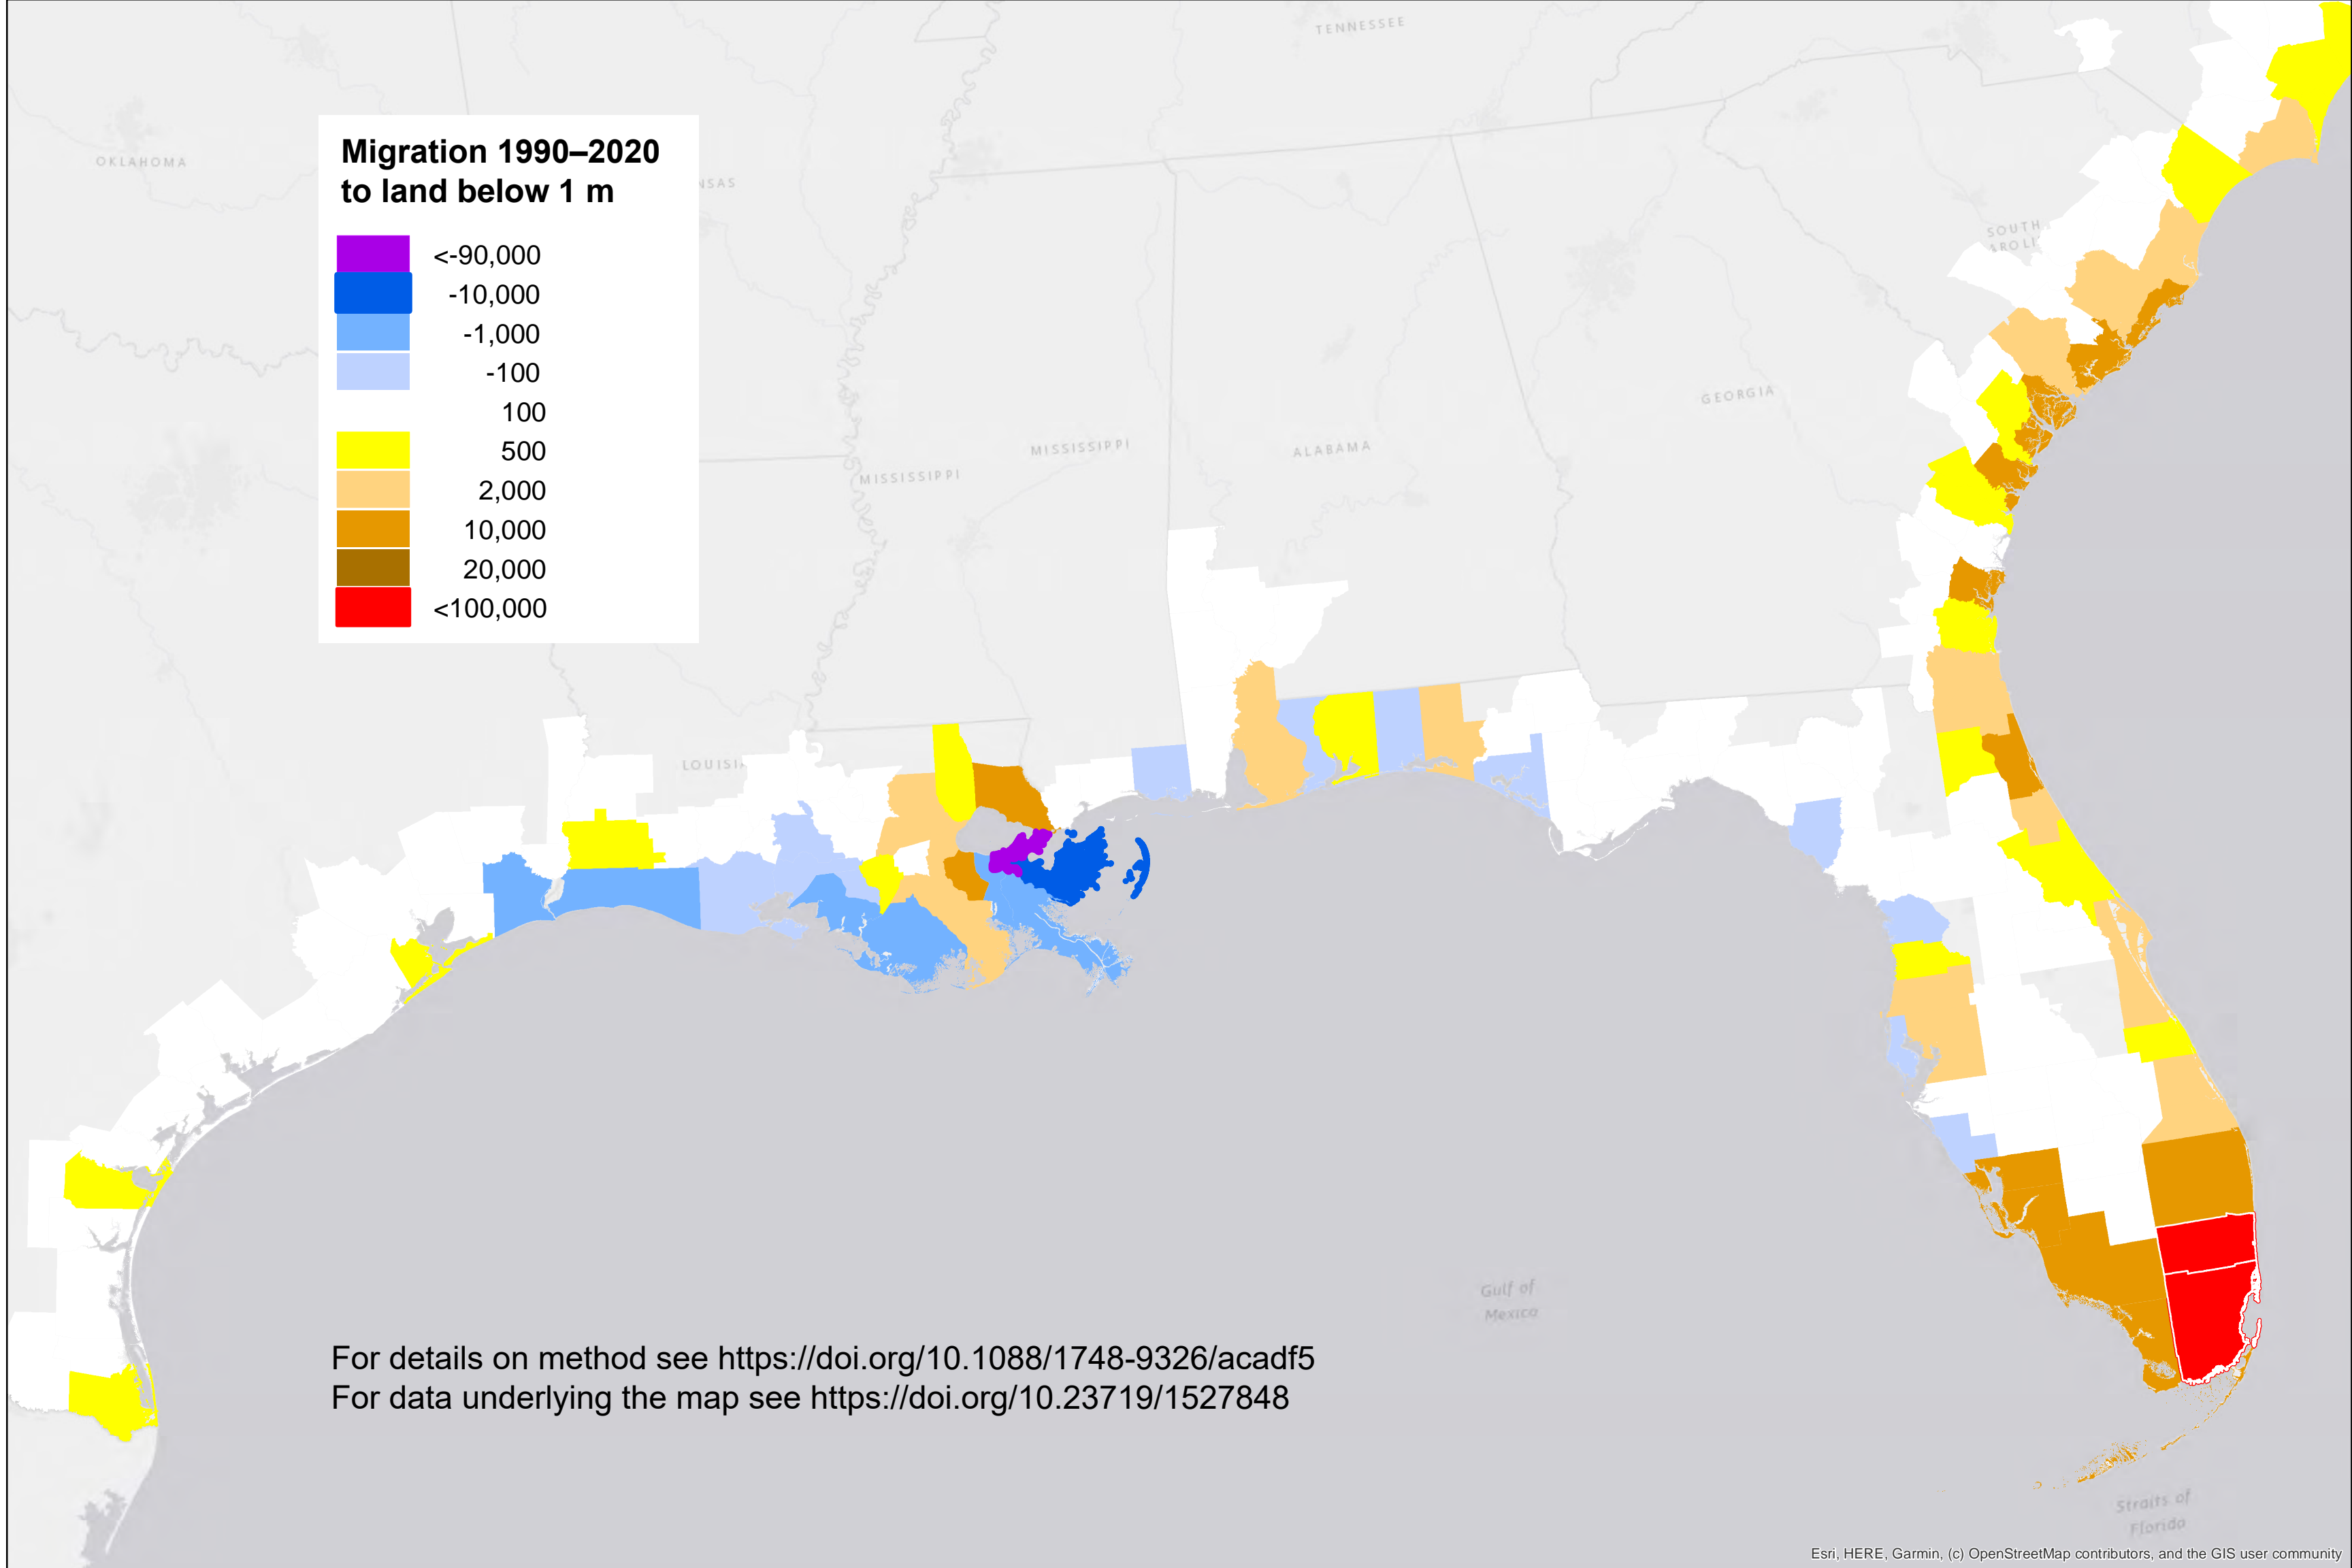 TENNESSEE
OKLAHOMA
Migration 1990–2020
to land below 1 m
NSAS
<-90,000
-10,000
-1,000
-100
100
500
2,000
10,000
20,000
<100,000
SOUTH
AROLI
GEORGIA
MISSISSIPPI
ALABAMA
MISSISSIPPI
LOUISIA
Gulf of
Mexico
For details on method see https://doi.org/10.1088/1748-9326/acadf5
For data underlying the map see https://doi.org/10.23719/1527848
Straits of
Florida
Esri, HERE, Garmin, (c) OpenStreetMap contributors, and the GIS user community